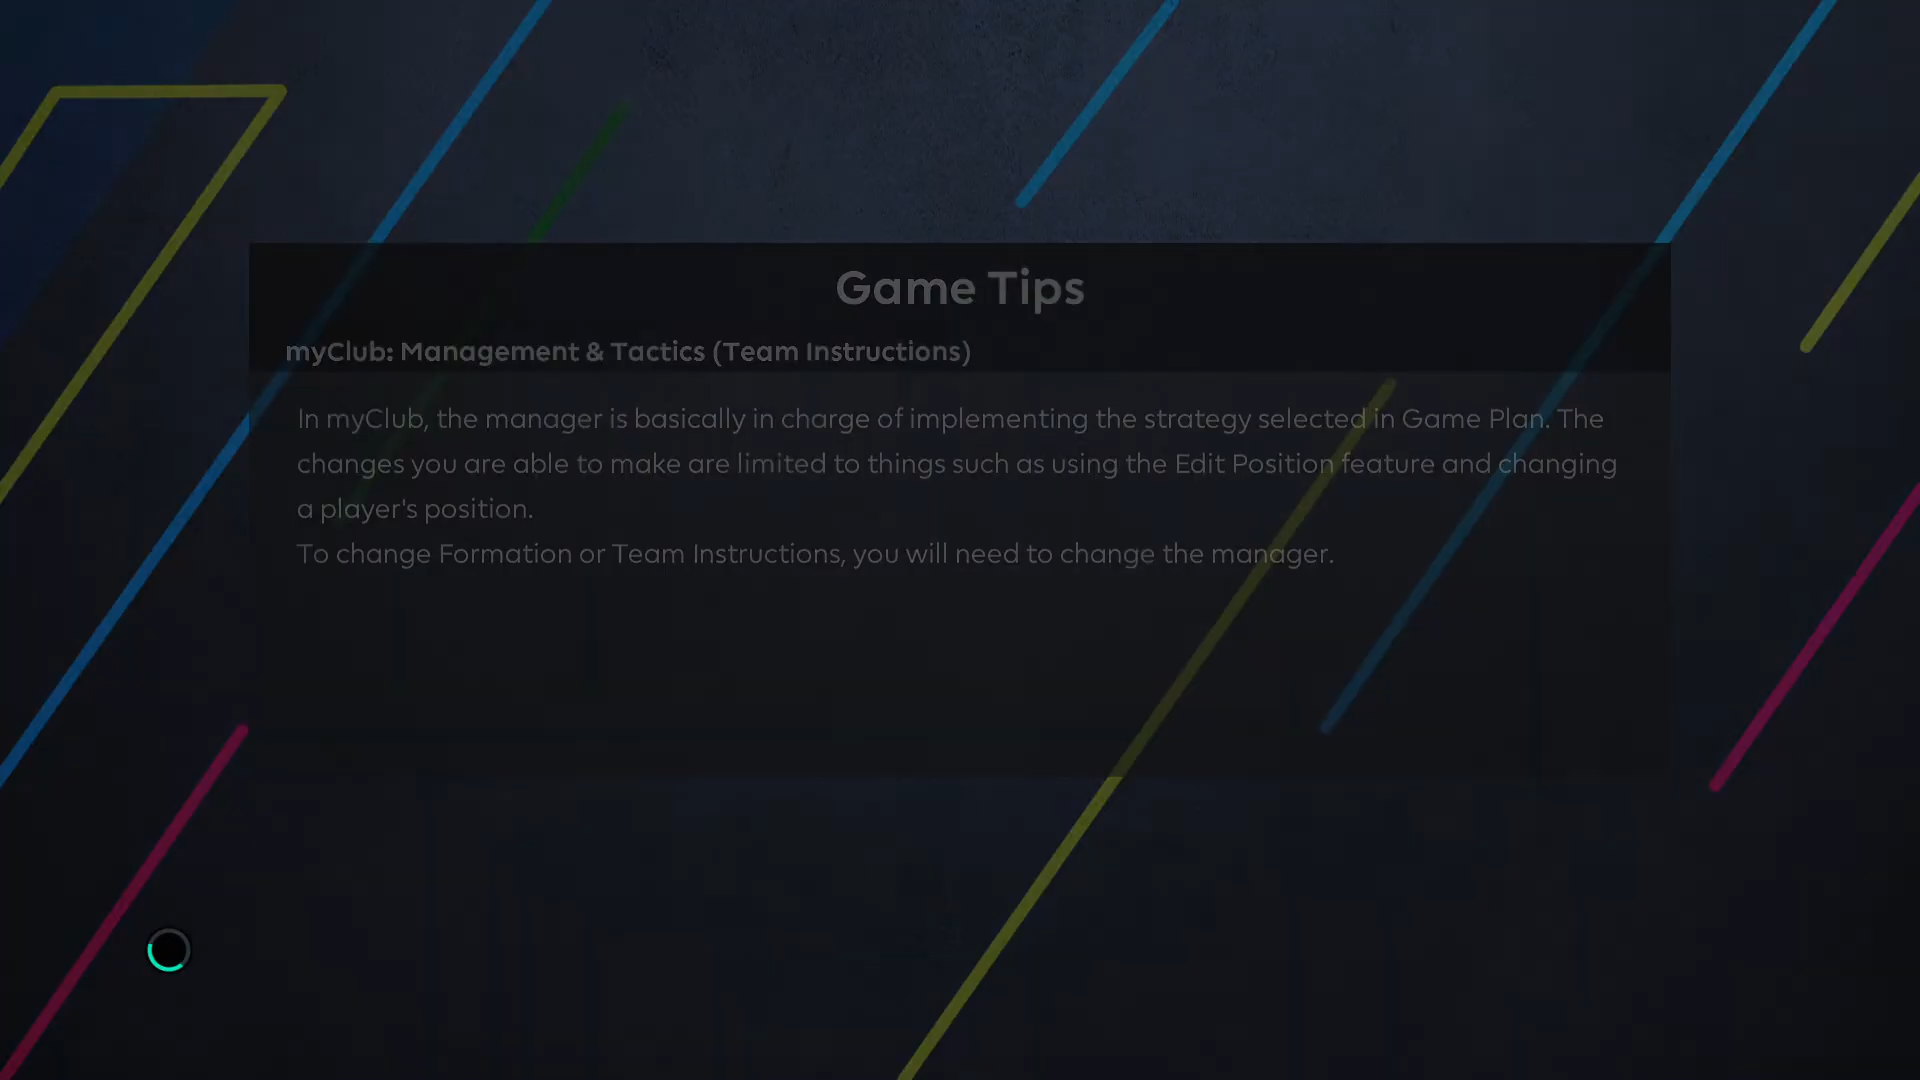 Game Tips
myClub: Management & Tactics (Team Instructions)
In myClub, the manager is basically in charge of implementing the strategy selected in Game Plan. The
changes you are able to make are limited to things such as using the Edit Position feature and changing
a player's position.
To change Formation or Team Instructions, you will need to change the manager.